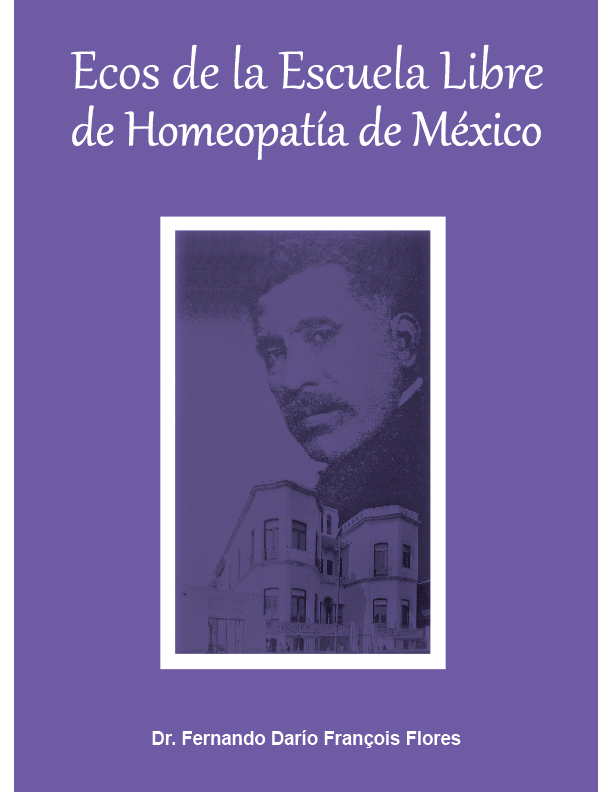 Ecos de la Escuela Libre
de Homeopatía de México
Dr. Fernando Darío François Flores